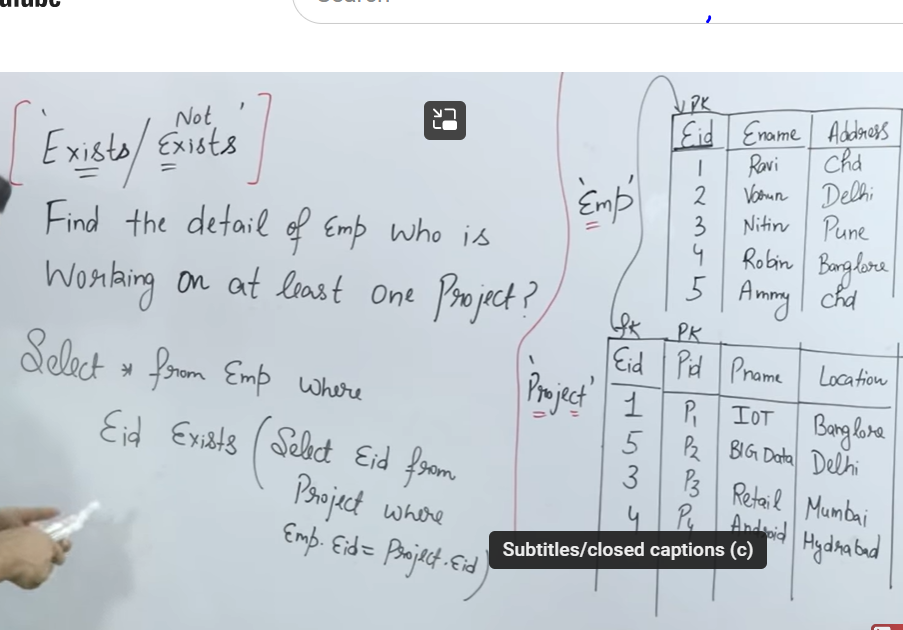 Search
[ 'Exists/ Not Exists' ]
Find the detail of Emp who is
Working on at least one Project?
Select * from Emp where
Eid Exists (Select Eid from
Project where
Emp.Eid = Project.Eid)
'Emp'
PK
Eid Ename Address
1 Ravi Chd
2 Varun Delhi
3 Nitin Pune
4 Robin Banglore
5 Ammy Chd
'Project'
fk PK
Eid Pid Pname Location
1 P1 IOT Banglore
5 P2 BIG Data Delhi
3 P3 Retail Mumbai
4 P4 Android Hydrabad
Subtitles/closed captions (c)